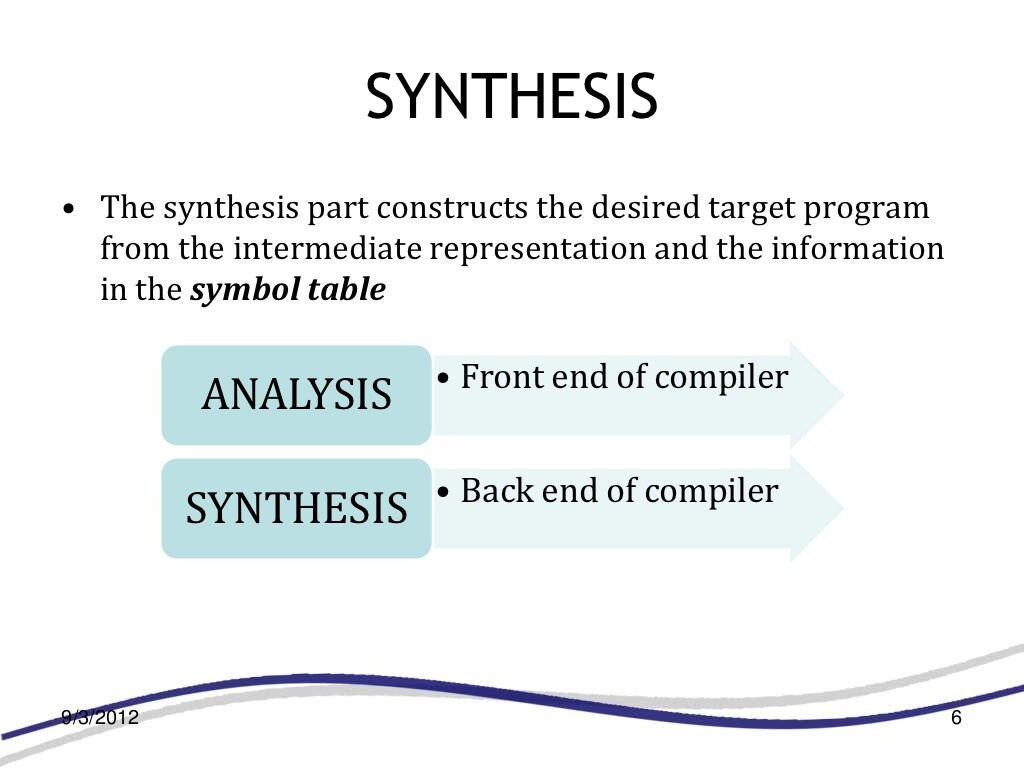 SYNTHESIS
• The synthesis part constructs the desired target program
from the intermediate representation and the information
in the symbol table
ANALYSIS
• Front end of compiler
SYNTHESIS
• Back end of compiler
9/3/2012
6